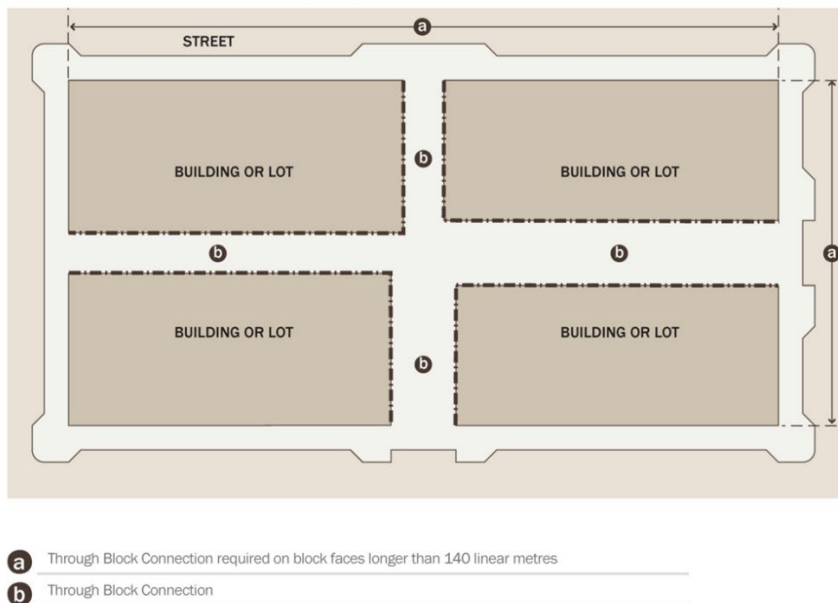 a
STREET
b
BUILDING OR LOT
BUILDING OR LOT
b
b
a
BUILDING OR LOT
BUILDING OR LOT
b
a Through Block Connection required on block faces longer than 140 linear metres
b Through Block Connection